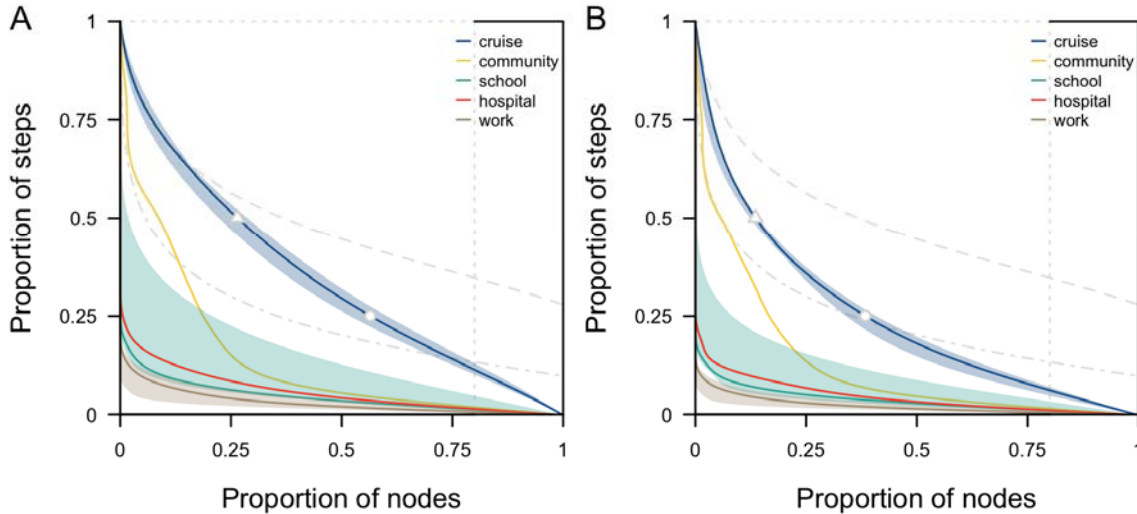 A
1
0.75
0.5
0.25
0
0
0.25
0.5
0.75
1
Proportion of steps
Proportion of nodes
cruise
community
school
hospital
work
B
1
0.75
0.5
0.25
0
0
0.25
0.5
0.75
1
Proportion of steps
Proportion of nodes
cruise
community
school
hospital
work